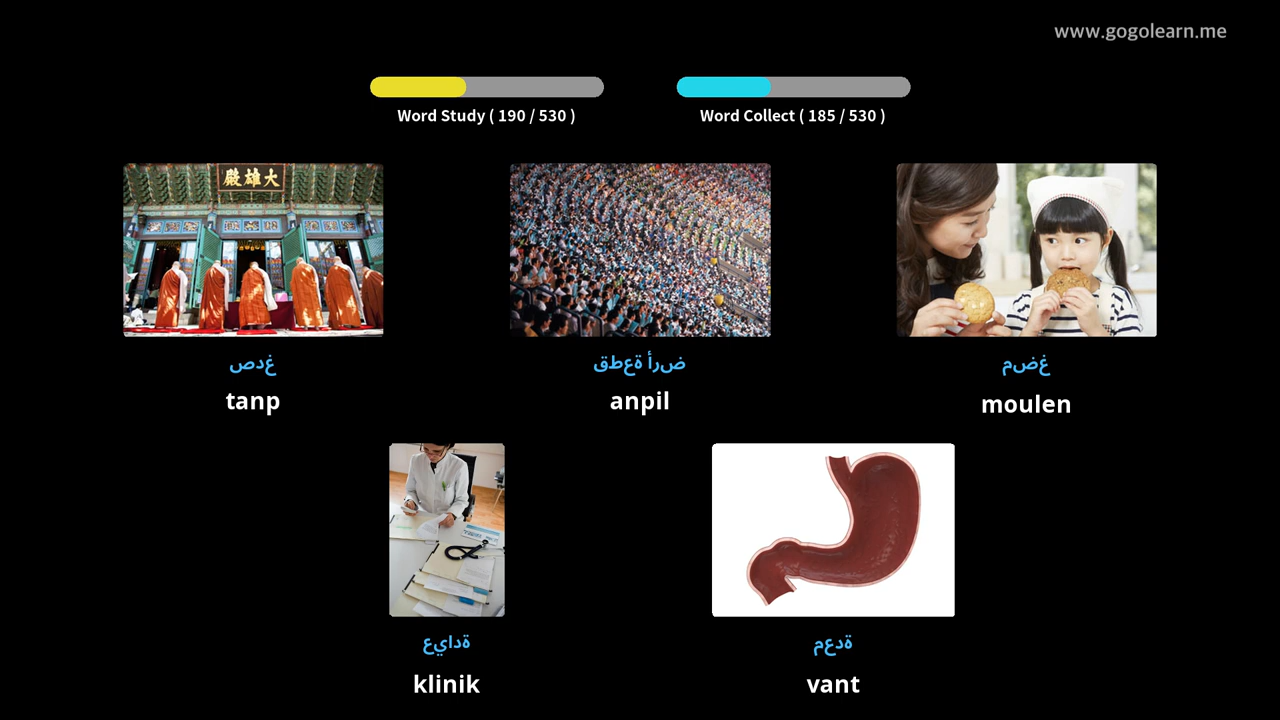 www.gogolearn.me
Word Study ( 190 / 530 )
Word Collect ( 185 / 530 )
大雄殿
غدص
tanp
ضرأ ةعطق
anpil
غضم
moulen
ةدايع
klinik
ةدعم
vant